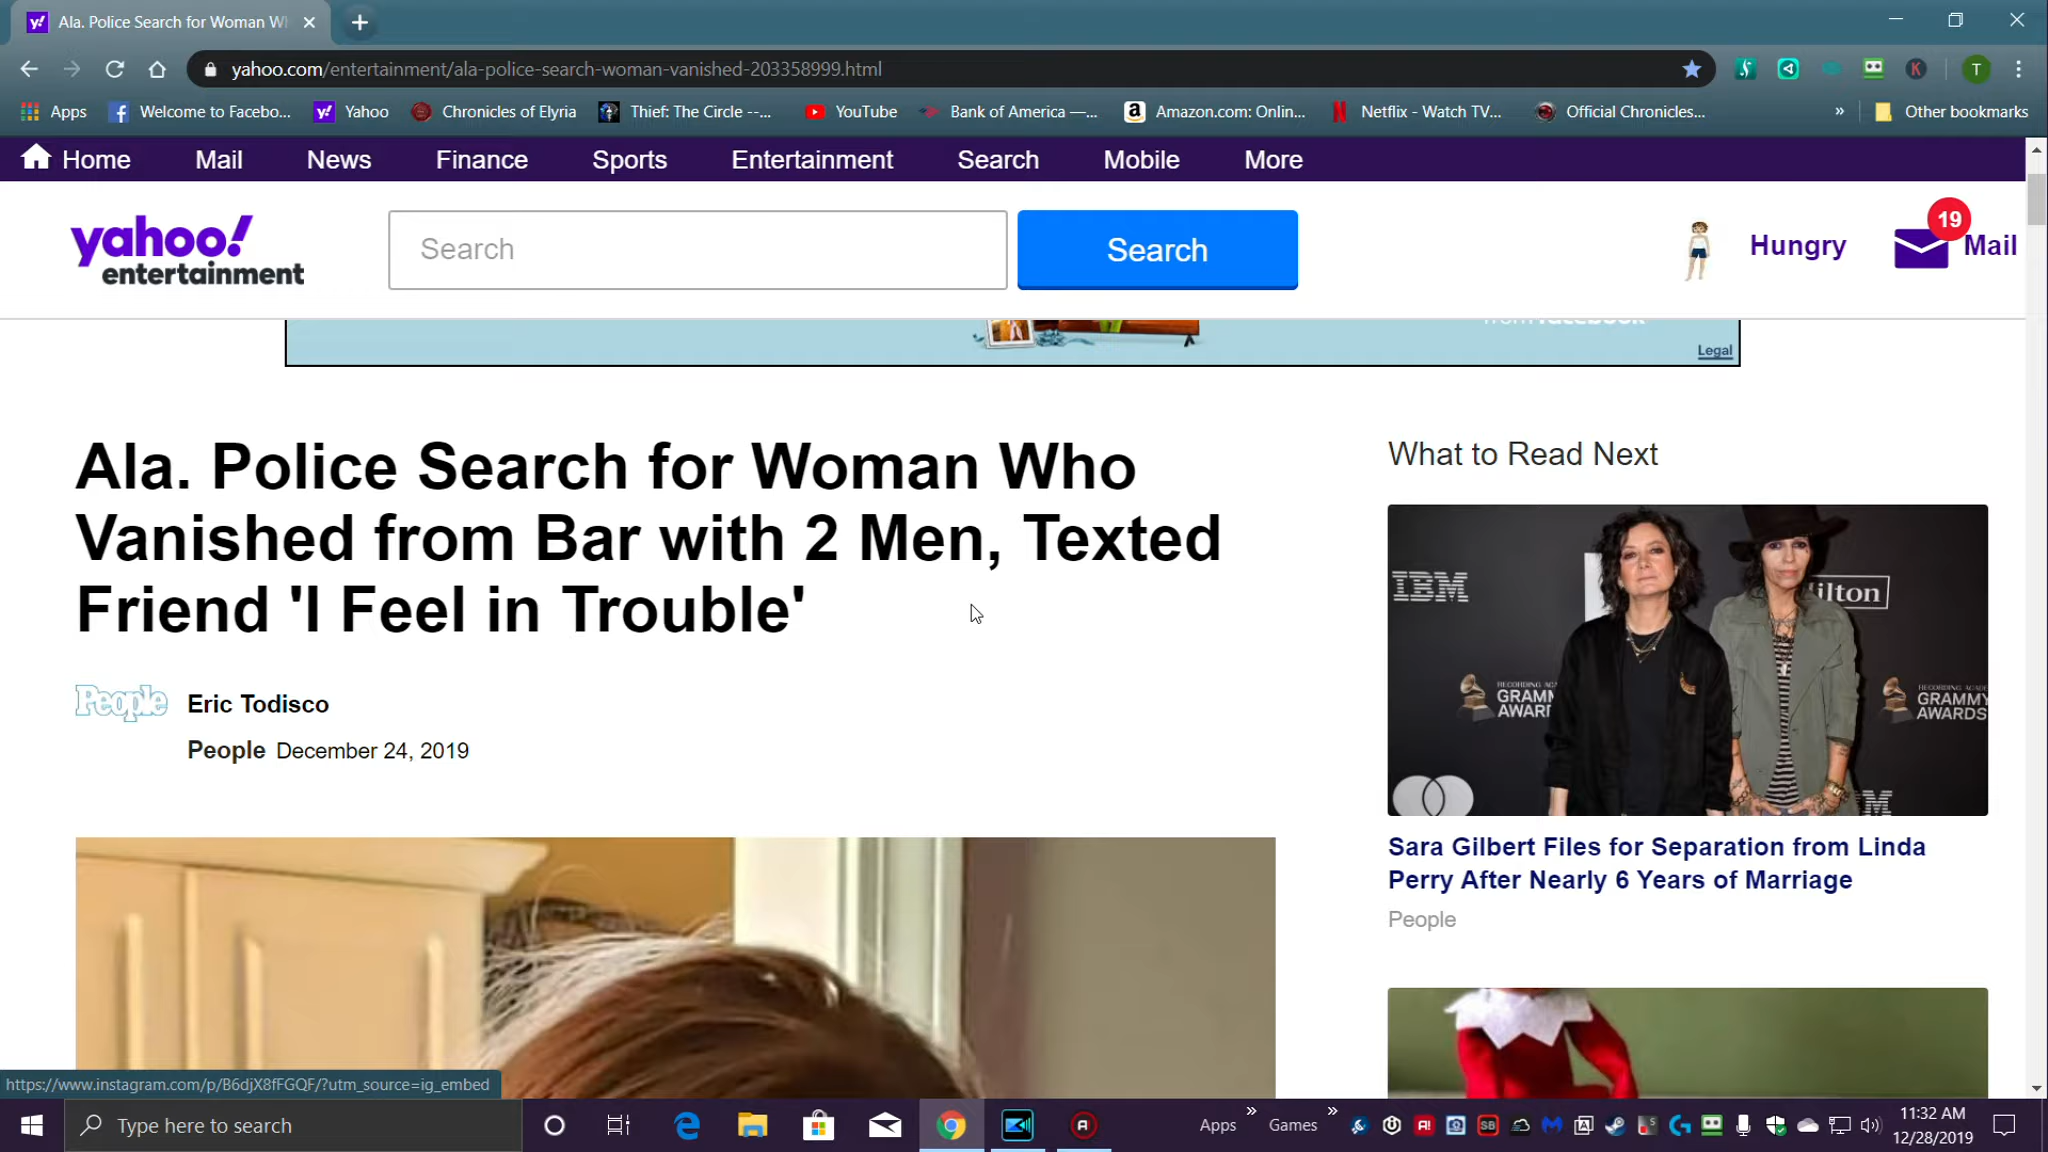 Ala. Police Search for Woman W
yahoo.com/entertainment/ala-police-search-woman-vanished-203358999.html
T
Apps Welcome to Facebo... Yahoo Chronicles of Elyria Thief: The Circle --... YouTube Bank of America —... Amazon.com: Onlin... Netflix - Watch TV... Official Chronicles... » Other bookmarks
Home Mail News Finance Sports Entertainment Search Mobile More
yahoo!
entertainment
Search
Search
Hungry
19
Mail
Legal
Ala. Police Search for Woman Who
Vanished from Bar with 2 Men, Texted
Friend 'I Feel in Trouble'
People
Eric Todisco
People December 24, 2019
What to Read Next
IBM
ilton
GRAMMY
AWARDS
Sara Gilbert Files for Separation from Linda
Perry After Nearly 6 Years of Marriage
People
https://www.instagram.com/p/B6djX8fFGQF/?utm_source=ig_embed
Type here to search
Apps » Games »
11:32 AM
12/28/2019